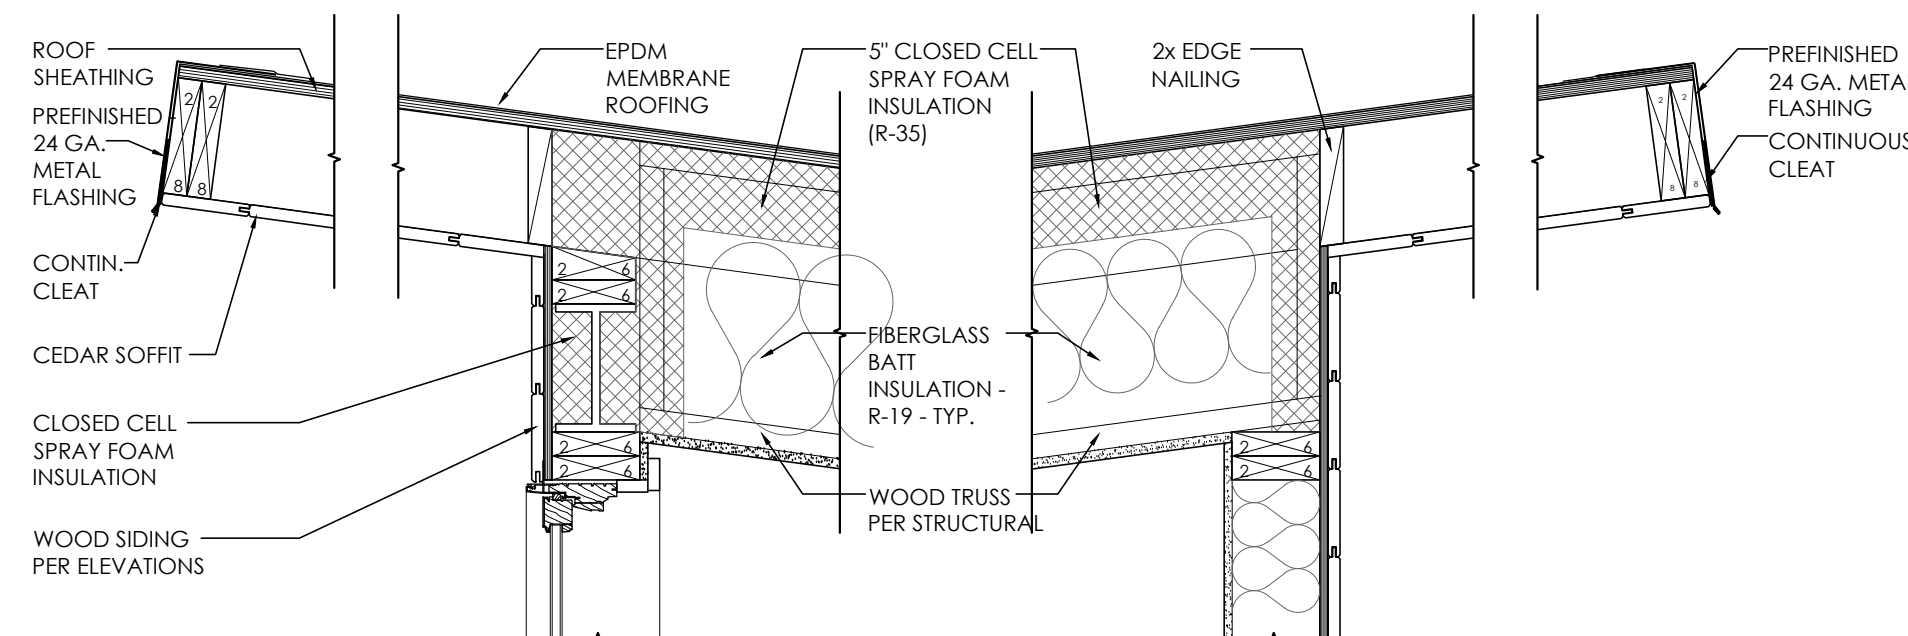 ROOF
SHEATHING
PREFINISHED
24 GA.
METAL
FLASHING
CONTIN.
CLEAT
CEDAR SOFFIT
CLOSED CELL
SPRAY FOAM
INSULATION
WOOD SIDING
PER ELEVATIONS
EPDM
MEMBRANE
ROOFING
5" CLOSED CELL
SPRAY FOAM
INSULATION
(R-35)
FIBERGLASS
BATT
INSULATION -
R-19 - TYP.
WOOD TRUSS
PER STRUCTURAL
2x EDGE
NAILING
PREFINISHED
24 GA. META
FLASHING
CONTINUOUS
CLEAT
2 2
8 8
2 6
2 6
2 6
2 6
2 2
8 8
2 6
2 6